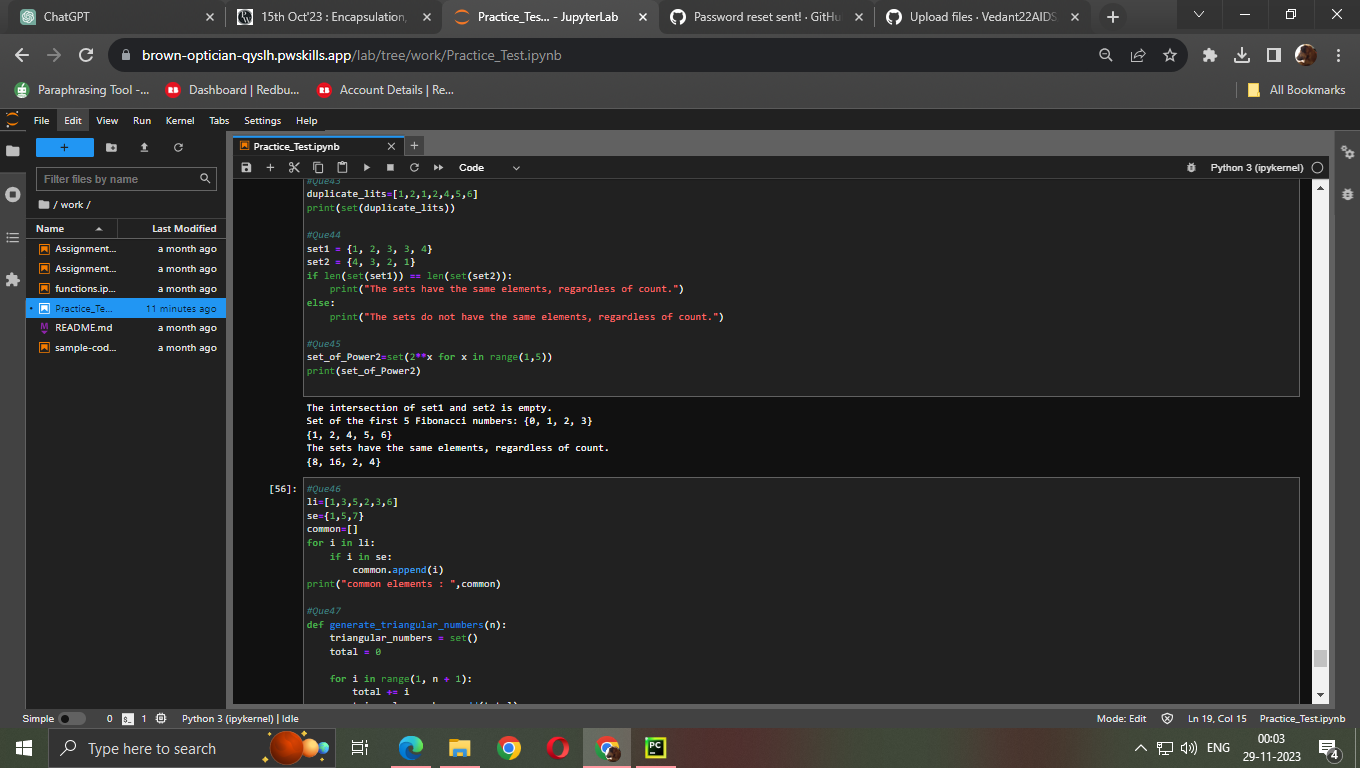 ChatGPT
15th Oct'23 : Encapsulation,
Practice_Tes... - JupyterLab
Password reset sent! · GitHu
Upload files · Vedant22AIDS
brown-optician-qyslh.pwskills.app/lab/tree/work/Practice_Test.ipynb
Paraphrasing Tool -...
Dashboard | Redbu...
Account Details | Re...
All Bookmarks
File Edit View Run Kernel Tabs Settings Help
Practice_Test.ipynb
Code
Python 3 (ipykernel)
Filter files by name
/ work /
Name Last Modified
Assignment... a month ago
Assignment... a month ago
functions.ip... a month ago
Practice_Te... 11 minutes ago
README.md a month ago
sample-cod... a month ago
#Que43
duplicate_lits=[1,2,1,2,4,5,6]
print(set(duplicate_lits))
#Que44
set1 = {1, 2, 3, 3, 4}
set2 = {4, 3, 2, 1}
if len(set(set1)) == len(set(set2)):
    print("The sets have the same elements, regardless of count.")
else:
    print("The sets do not have the same elements, regardless of count.")
#Que45
set_of_Power2=set(2**x for x in range(1,5))
print(set_of_Power2)
The intersection of set1 and set2 is empty.
Set of the first 5 Fibonacci numbers: {0, 1, 2, 3}
{1, 2, 4, 5, 6}
The sets have the same elements, regardless of count.
{8, 16, 2, 4}
[56]:
#Que46
li=[1,3,5,2,3,6]
se={1,5,7}
common=[]
for i in li:
    if i in se:
        common.append(i)
print("common elements : ",common)
#Que47
def generate_triangular_numbers(n):
    triangular_numbers = set()
    total = 0
    for i in range(1, n + 1):
        total += i
Simple 0 1 Python 3 (ipykernel) | Idle
Mode: Edit Ln 19, Col 15 Practice_Test.ipynb
Type here to search
PC
ENG
00:03
29-11-2023
4